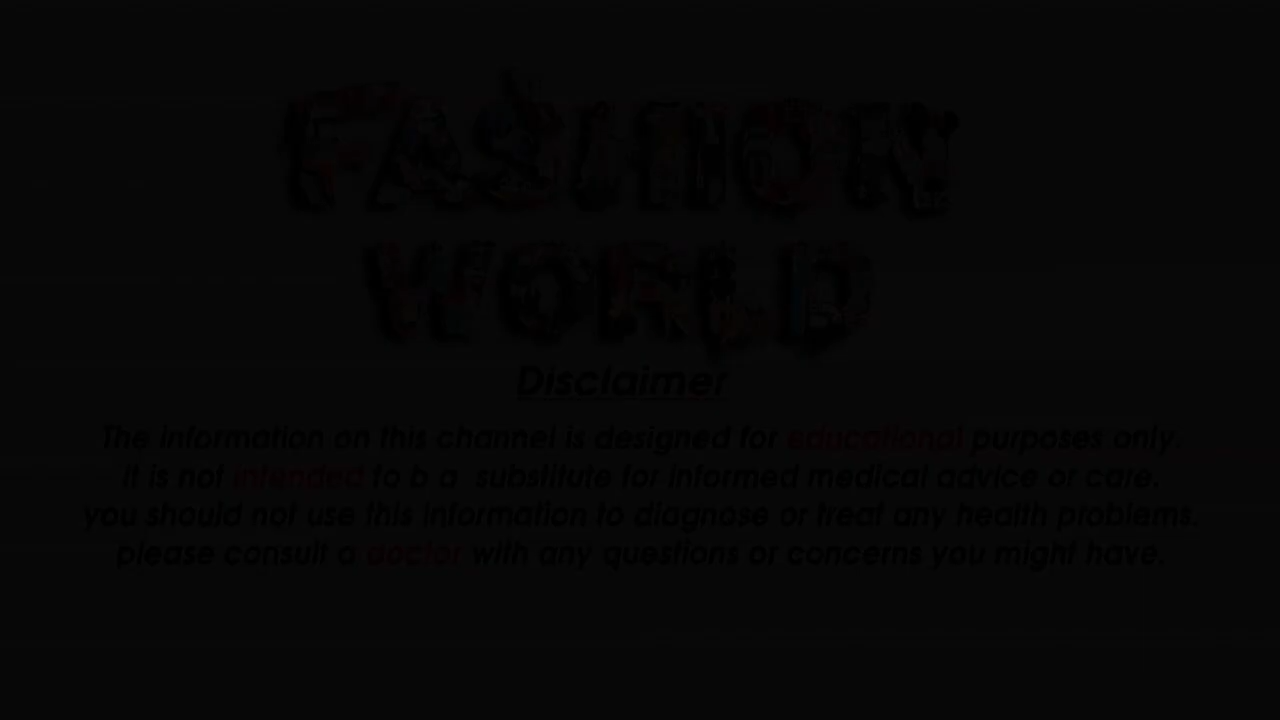 FASHION
WORLD
Disclaimer
The information on this channel is designed for educational purposes only.
it is not intended to b a substitute for informed medical advice or care.
you should not use this information to diagnose or treat any health problems.
please consult a doctor with any questions or concerns you might have.